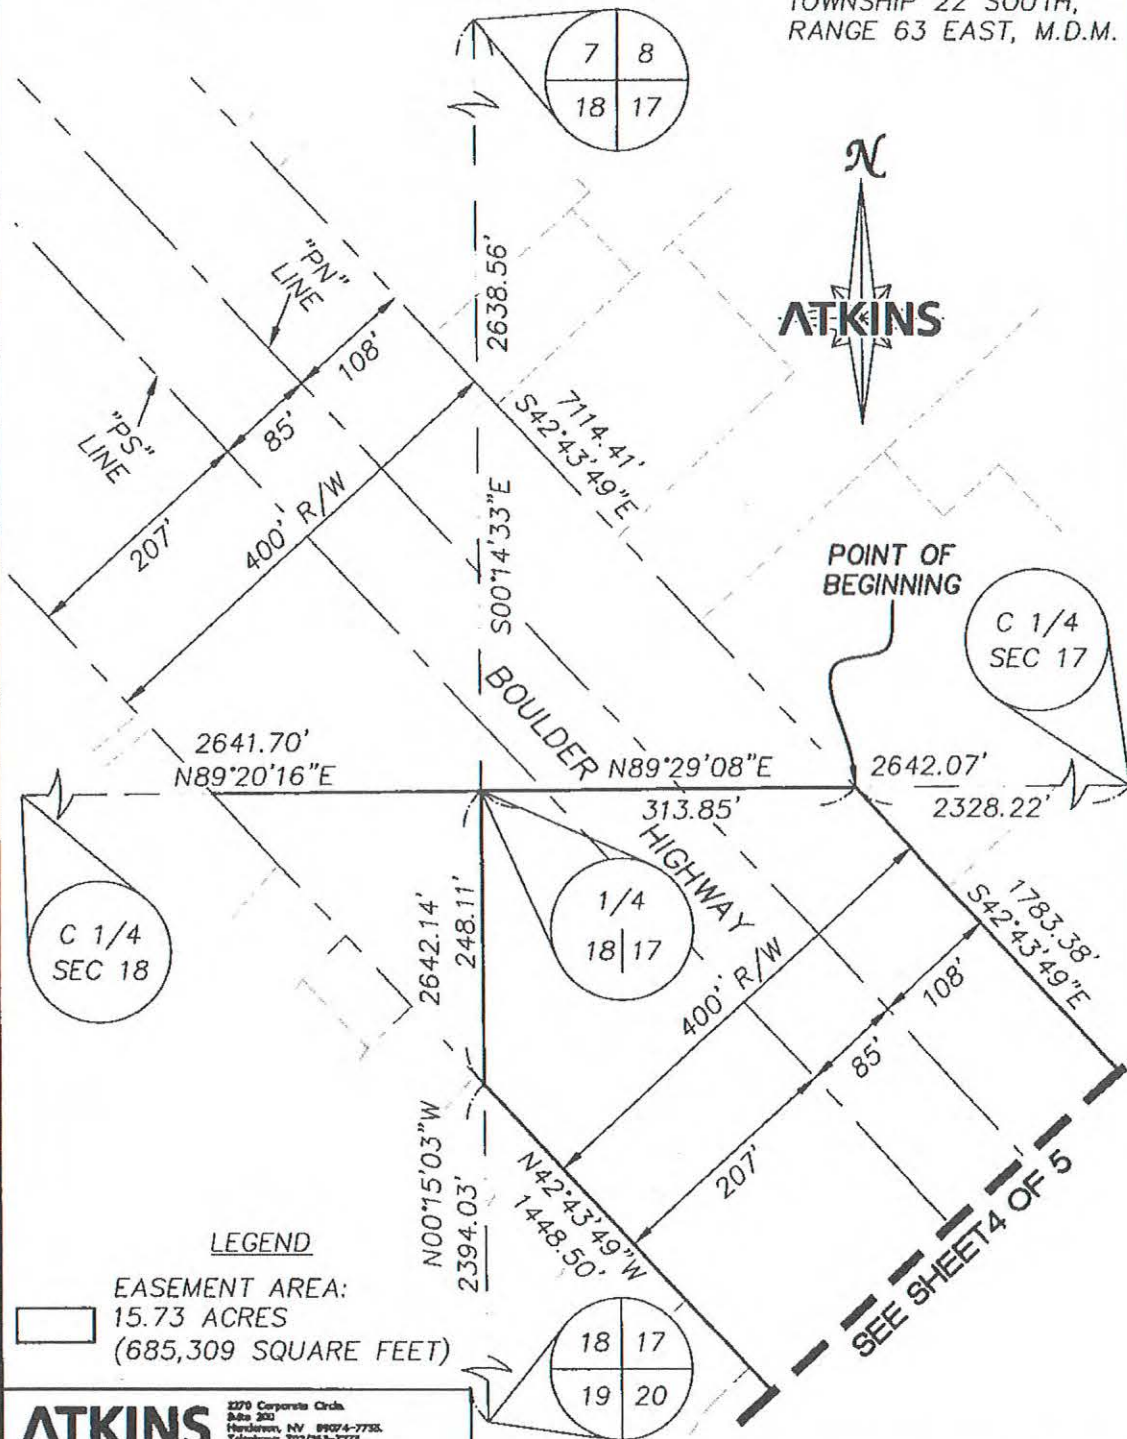 TOWNSHIP 22 SOUTH,
RANGE 63 EAST, M.D.M.
7 8
18 17
N
ATKINS
2638.56'
"PN"
LINE
108'
"PS"
LINE
85'
7114.41'
S42°43'49"E
207'
400' R/W
S00°14'33"E
POINT OF
BEGINNING
C 1/4
SEC 17
BOULDER
HIGHWAY
2641.70'
N89°20'16"E
N89°29'08"E
2642.07'
313.85'
2328.22'
C 1/4
SEC 18
2642.14'
248.11'
1/4
18 17
400' R/W
1783.38'
S42°43'49"E
108'
85'
207'
N00°15'03"W
2394.03'
N42°43'49"W
1448.50'
SEE SHEET 4 OF 5
LEGEND
EASEMENT AREA:
15.73 ACRES
(685,309 SQUARE FEET)
18 17
19 20
ATKINS
2270 Corporate Circle
Suite 200
Henderson, NV